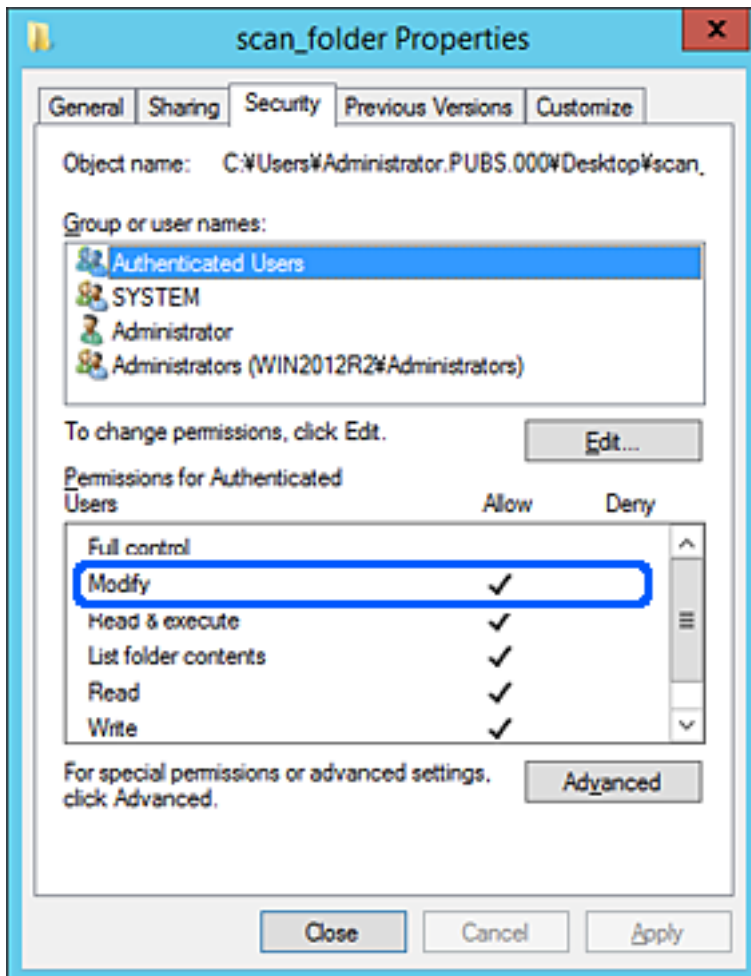 scan_folder Properties
x
General Sharing Security Previous Versions Customize
Object name: C:¥Users¥Administrator.PUBS.000¥Desktop¥scan_
Group or user names:
Authenticated Users
SYSTEM
Administrator
Administrators (WIN2012R2¥Administrators)
To change permissions, click Edit.
Edit...
Permissions for Authenticated
Users Allow Deny
Full control
Modify
Read & execute
List folder contents
Read
Write
For special permissions or advanced settings,
click Advanced.
Advanced
Close Cancel Apply